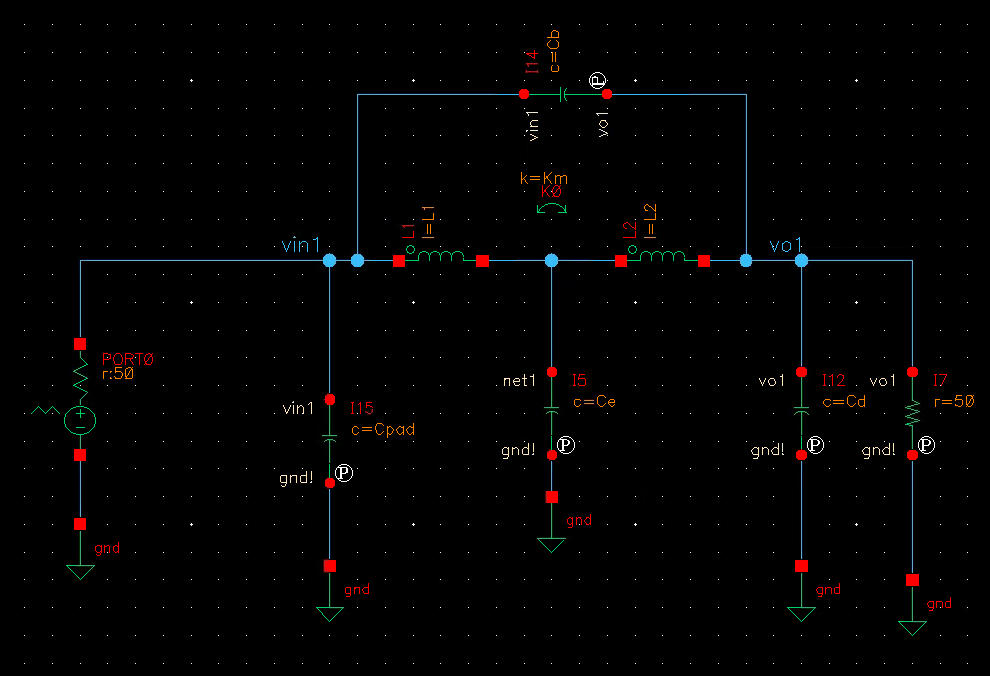 I14
c=Cb
P
vin1
vo1
k=Km
K0
L1
l=L1
L2
l=L2
vin1
vo1
PORT0
r:50
net1
I5
vo1
I12
vo1
I7
c=Ce
c=Cd
r=50
vin1
I15
c=Cpad
gnd!
P
gnd!
P
gnd!
P
gnd!
P
gnd
gnd
gnd
gnd
gnd